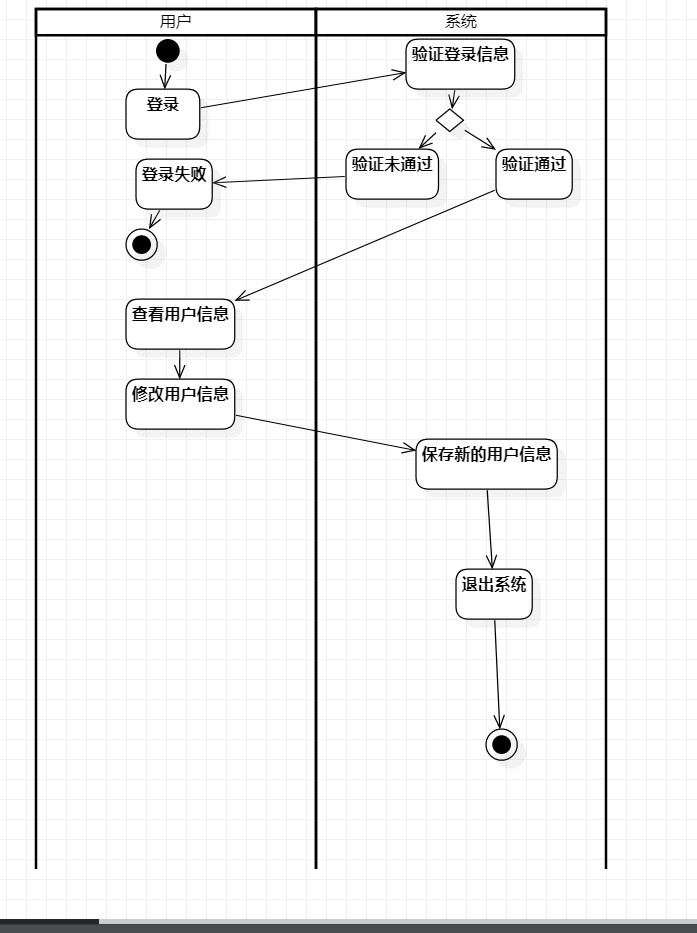 用户
系统
验证登录信息
登录
验证未通过
验证通过
登录失败
查看用户信息
修改用户信息
保存新的用户信息
退出系统